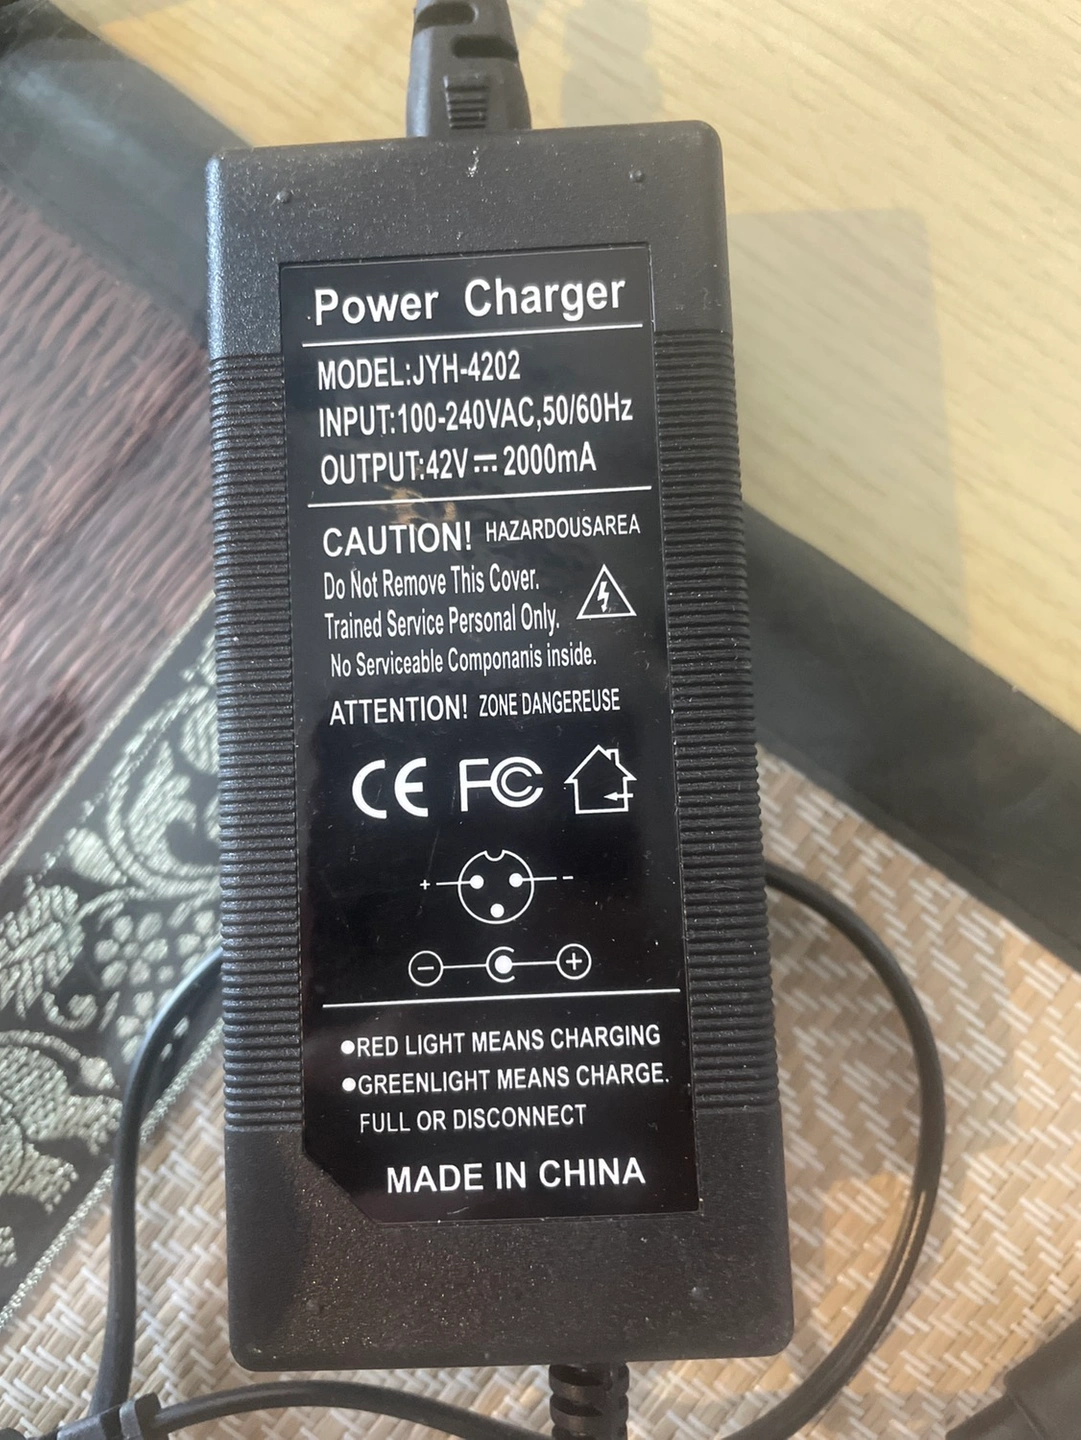 Power Charger
MODEL:JYH-4202
INPUT:100-240VAC,50/60Hz
OUTPUT:42V⎓2000mA
CAUTION! HAZARDOUSAREA
Do Not Remove This Cover.
Trained Service Personal Only.
No Serviceable Componanis inside.
ATTENTION! ZONE DANGEREUSE
CE FC
+ -
- +
●RED LIGHT MEANS CHARGING
●GREENLIGHT MEANS CHARGE.
FULL OR DISCONNECT
MADE IN CHINA